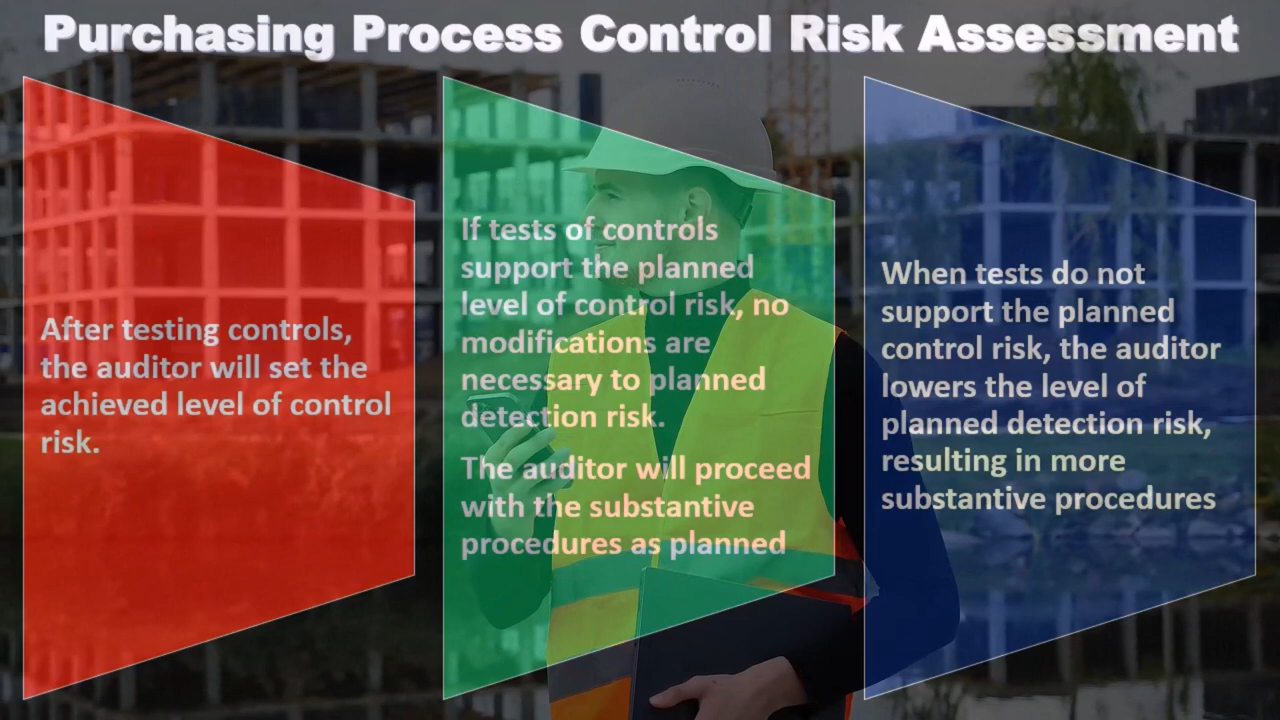 Purchasing Process Control Risk Assessment
After testing controls,
the auditor will set the
achieved level of control
risk.
If tests of controls
support the planned
level of control risk, no
modifications are
necessary to planned
detection risk.
The auditor will proceed
with the substantive
procedures as planned
When tests do not
support the planned
control risk, the auditor
lowers the level of
planned detection risk,
resulting in more
substantive procedures